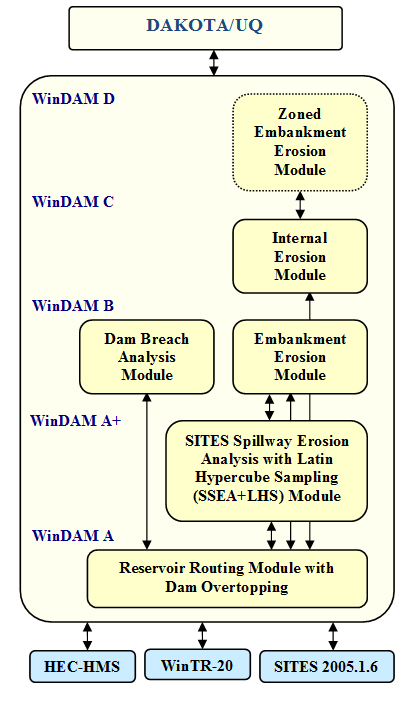 DAKOTA/UQ
WinDAM D
Zoned
Embankment
Erosion
Module
WinDAM C
Internal
Erosion
Module
WinDAM B
Dam Breach
Analysis
Module
Embankment
Erosion
Module
WinDAM A+
SITES Spillway Erosion
Analysis with Latin
Hypercube Sampling
(SSEA+LHS) Module
WinDAM A
Reservoir Routing Module with
Dam Overtopping
HEC-HMS
WinTR-20
SITES 2005.1.6